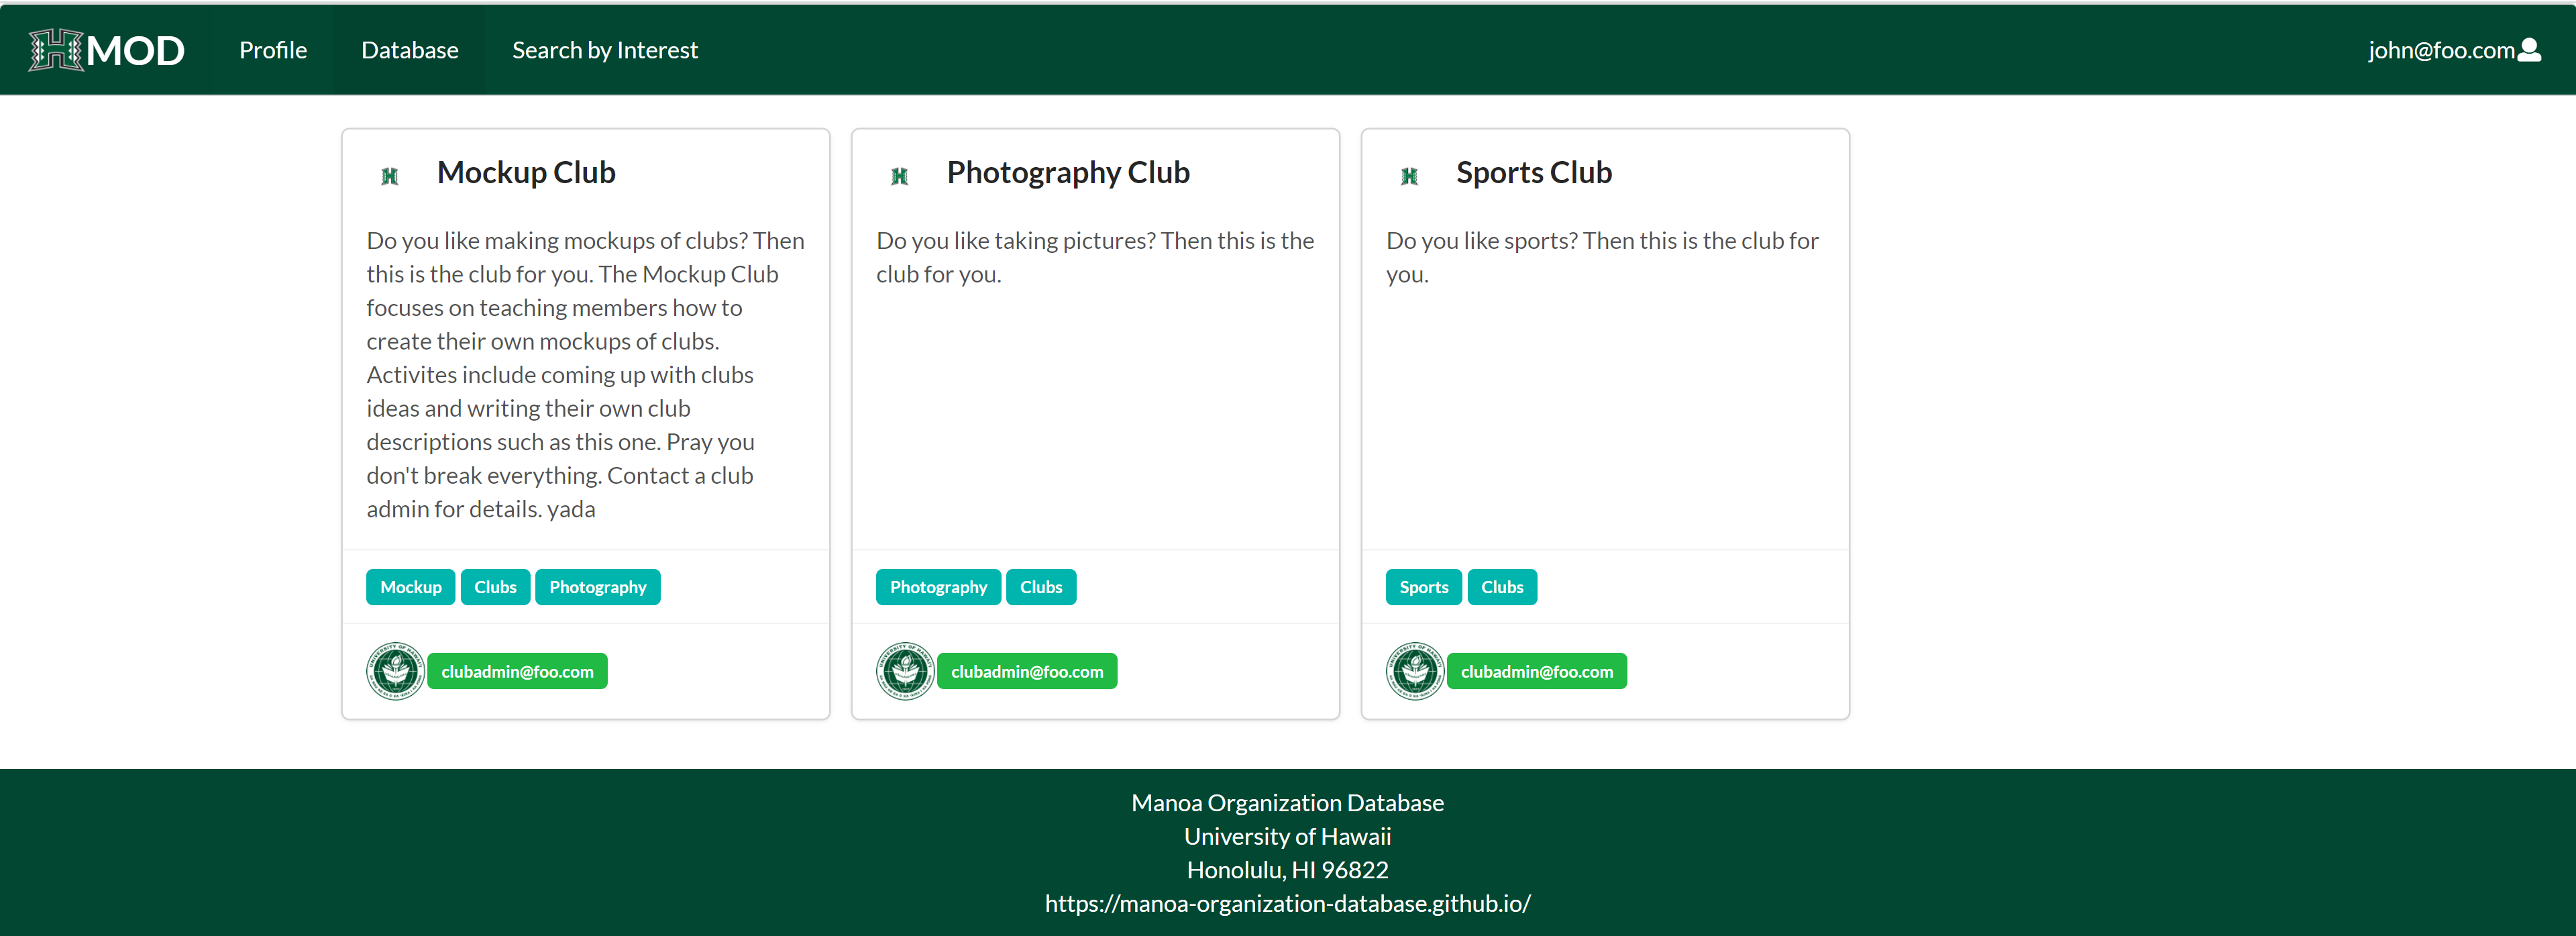 MOD Profile Database Search by Interest john@foo.com
Mockup Club
Do you like making mockups of clubs? Then
this is the club for you. The Mockup Club
focuses on teaching members how to
create their own mockups of clubs.
Activites include coming up with clubs
ideas and writing their own club
descriptions such as this one. Pray you
don't break everything. Contact a club
admin for details. yada
Mockup Clubs Photography
clubadmin@foo.com
Photography Club
Do you like taking pictures? Then this is the
club for you.
Photography Clubs
clubadmin@foo.com
Sports Club
Do you like sports? Then this is the club for
you.
Sports Clubs
clubadmin@foo.com
Manoa Organization Database
University of Hawaii
Honolulu, HI 96822
https://manoa-organization-database.github.io/